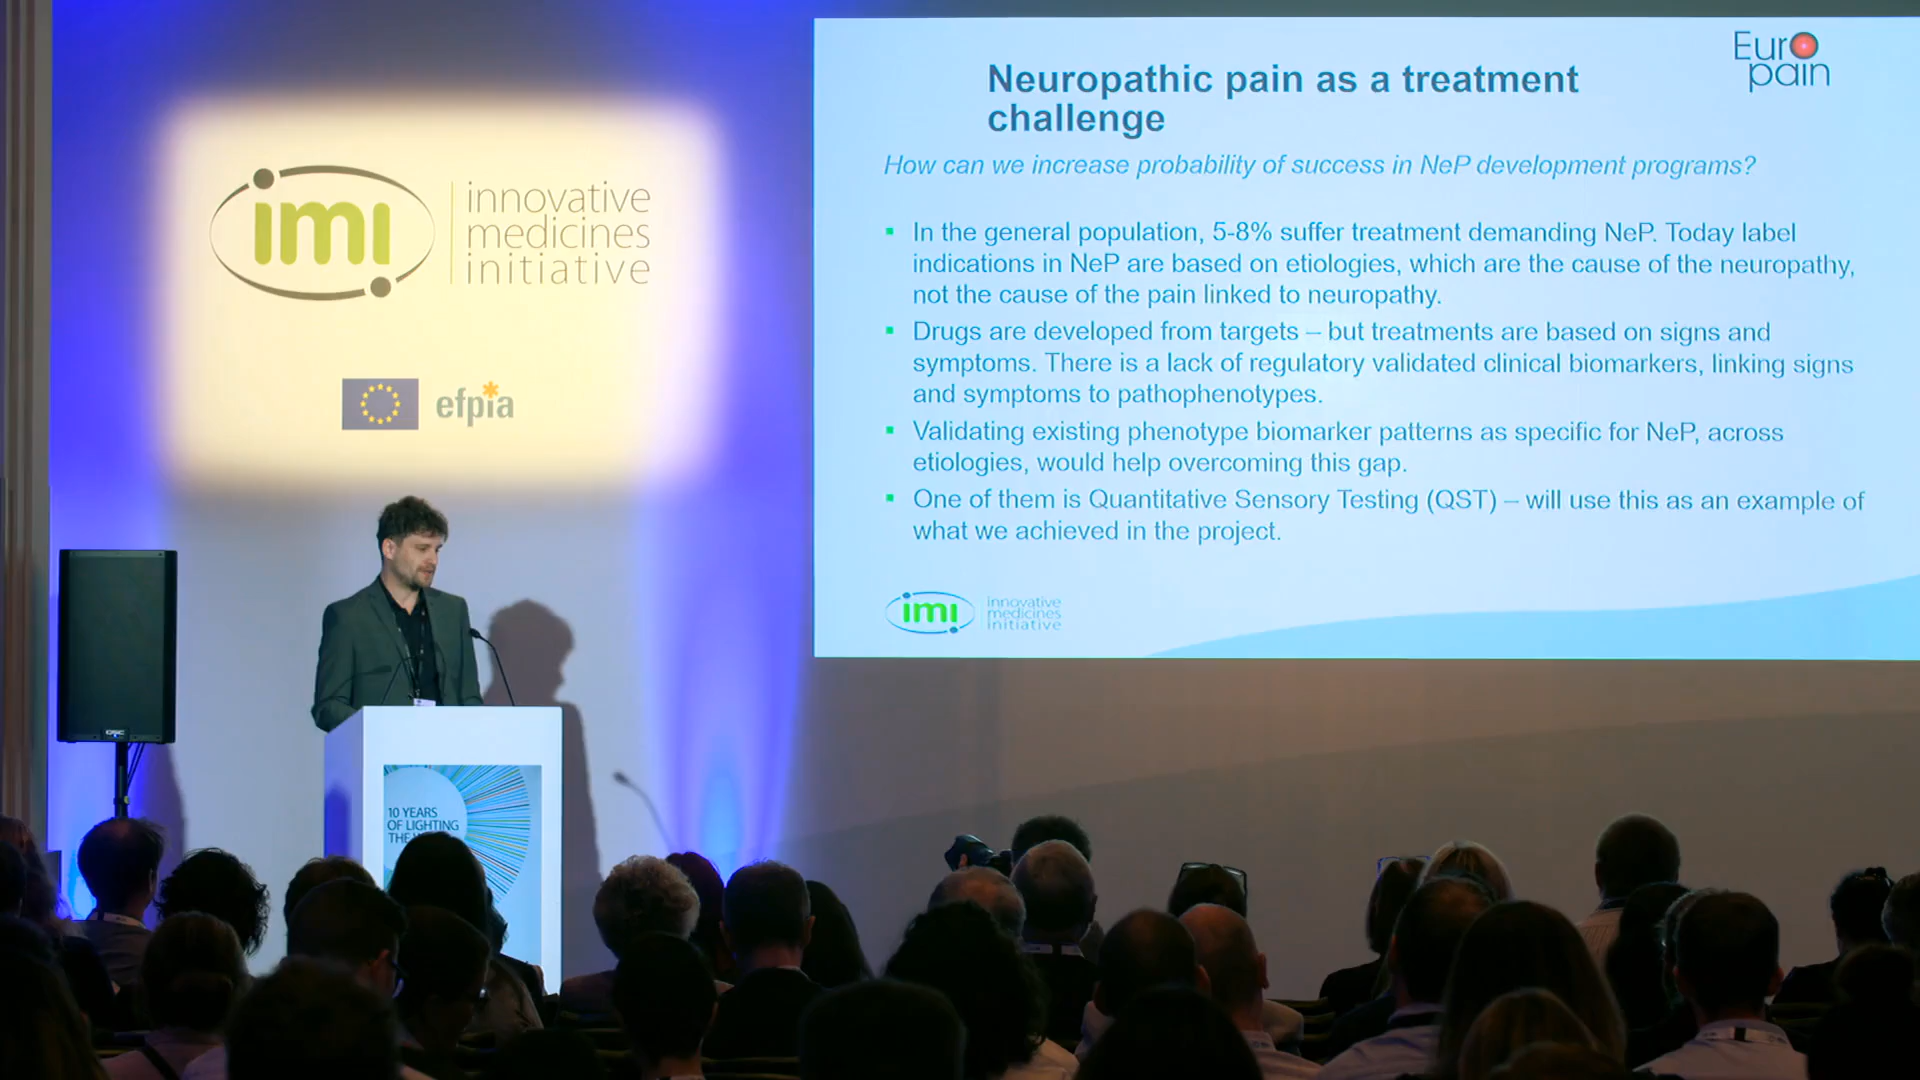 imi
innovative
medicines
initiative
efpia
Neuropathic pain as a treatment
challenge
Euro
pain
How can we increase probability of success in NeP development programs?
In the general population, 5-8% suffer treatment demanding NeP. Today label
indications in NeP are based on etiologies, which are the cause of the neuropathy,
not the cause of the pain linked to neuropathy.
Drugs are developed from targets – but treatments are based on signs and
symptoms. There is a lack of regulatory validated clinical biomarkers, linking signs
and symptoms to pathophenotypes.
Validating existing phenotype biomarker patterns as specific for NeP, across
etiologies, would help overcoming this gap.
One of them is Quantitative Sensory Testing (QST) – will use this as an example of
what we achieved in the project.
imi
innovative
medicines
initiative
QSC
10 YEARS
OF LIGHTING
THE